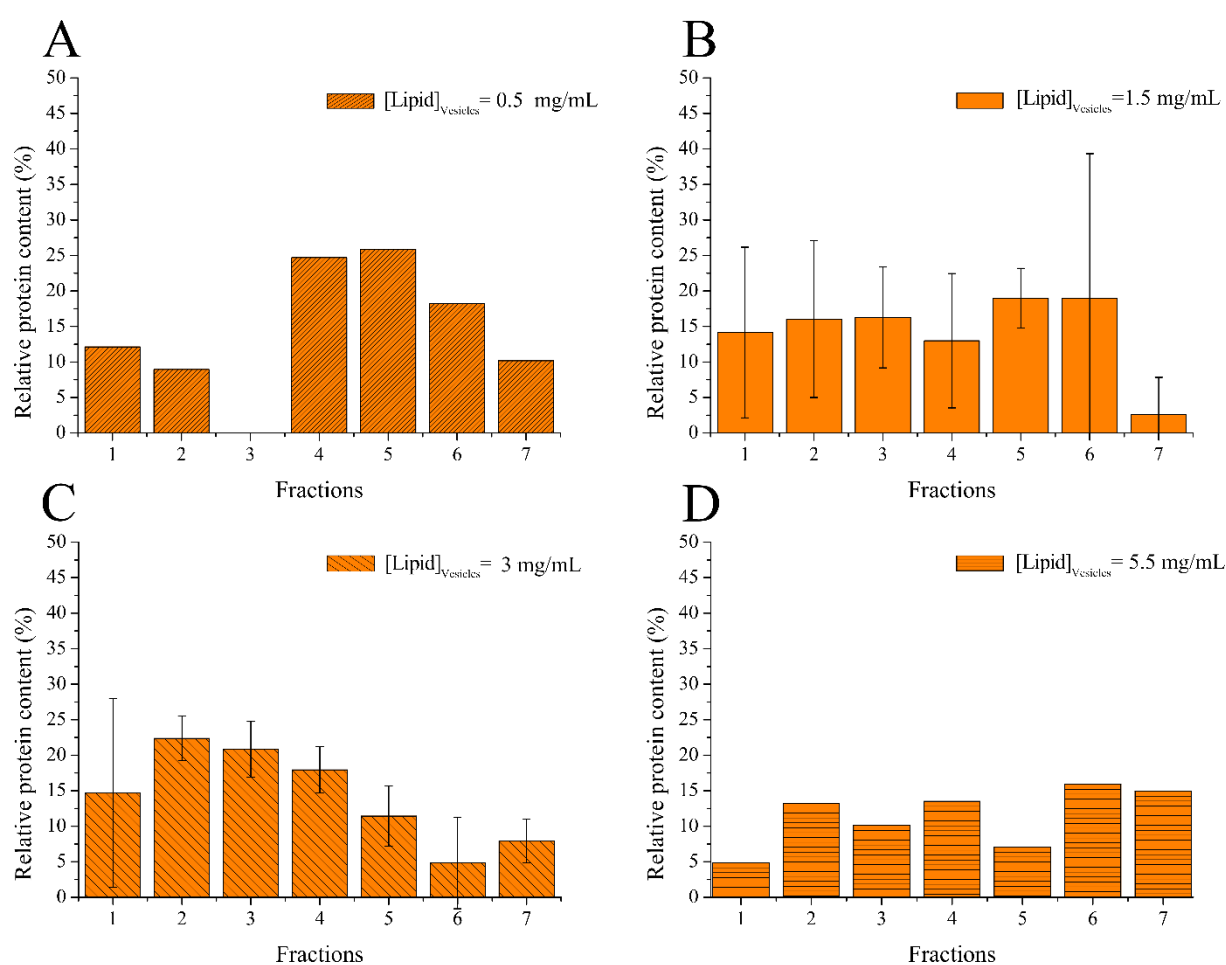 A
[Lipid]Vesicles= 0.5 mg/mL
Relative protein content (%)
50
45
40
35
30
25
20
15
10
5
0
1 2 3 4 5 6 7
Fractions
B
[Lipid]Vesicles=1.5 mg/mL
Relative protein content (%)
50
45
40
35
30
25
20
15
10
5
0
1 2 3 4 5 6 7
Fractions
C
[Lipid]Vesicles= 3 mg/mL
Relative protein content (%)
50
45
40
35
30
25
20
15
10
5
0
1 2 3 4 5 6 7
Fractions
D
[Lipid]Vesicles= 5.5 mg/mL
Relative protein content (%)
50
45
40
35
30
25
20
15
10
5
0
1 2 3 4 5 6 7
Fractions